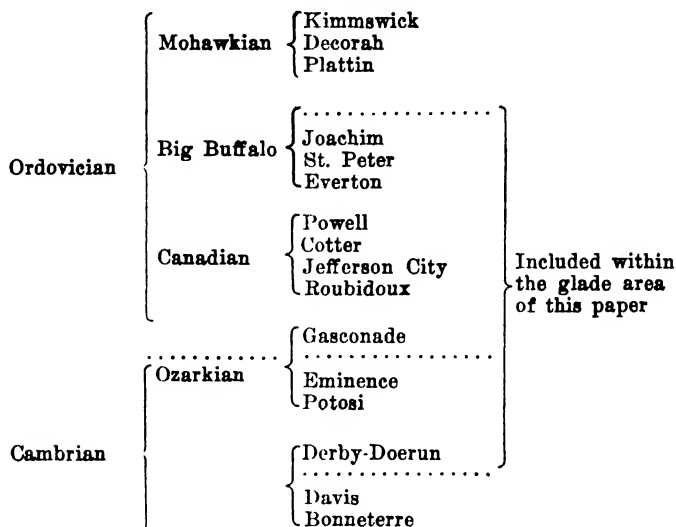 Mohawkian
Kimmswick
Decorah
Plattin
Ordovician
Big Buffalo
Joachim
St. Peter
Everton
Canadian
Powell
Cotter
Jefferson City
Roubidoux
Included within
the glade area
of this paper
Ozarkian
Gasconade
Eminence
Potosi
Cambrian
Derby-Doerun
Davis
Bonneterre